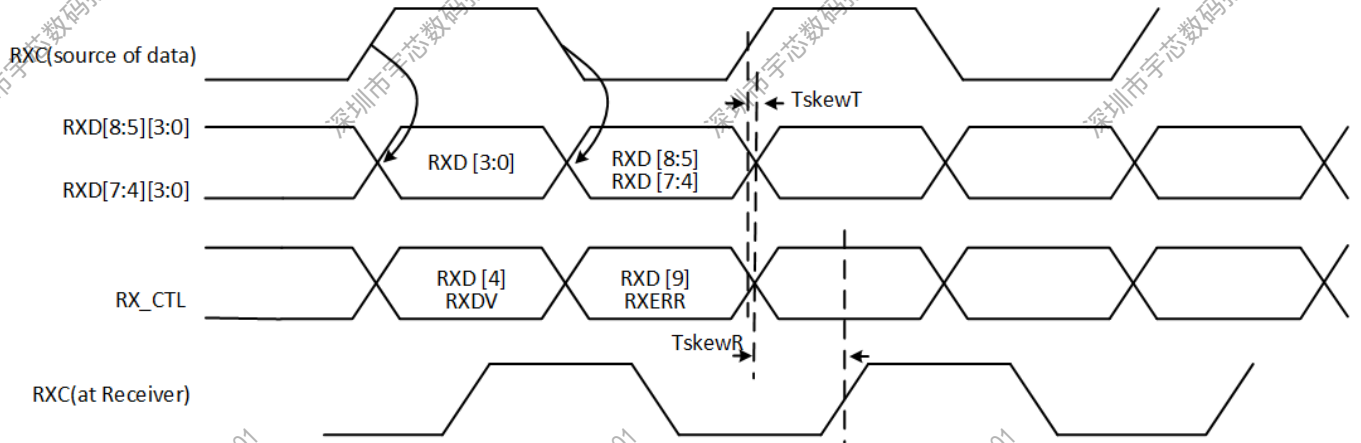 RXC(source of data)
TskewT
RXD[8:5][3:0]
RXD [3:0]
RXD [8:5]
RXD [7:4]
RXD[7:4][3:0]
RXD [4]
RXDV
RXD [9]
RXERR
RX_CTL
TskewR
RXC(at Receiver)
深圳市宇芯数码
深圳市宇芯数码
深圳市宇芯数码